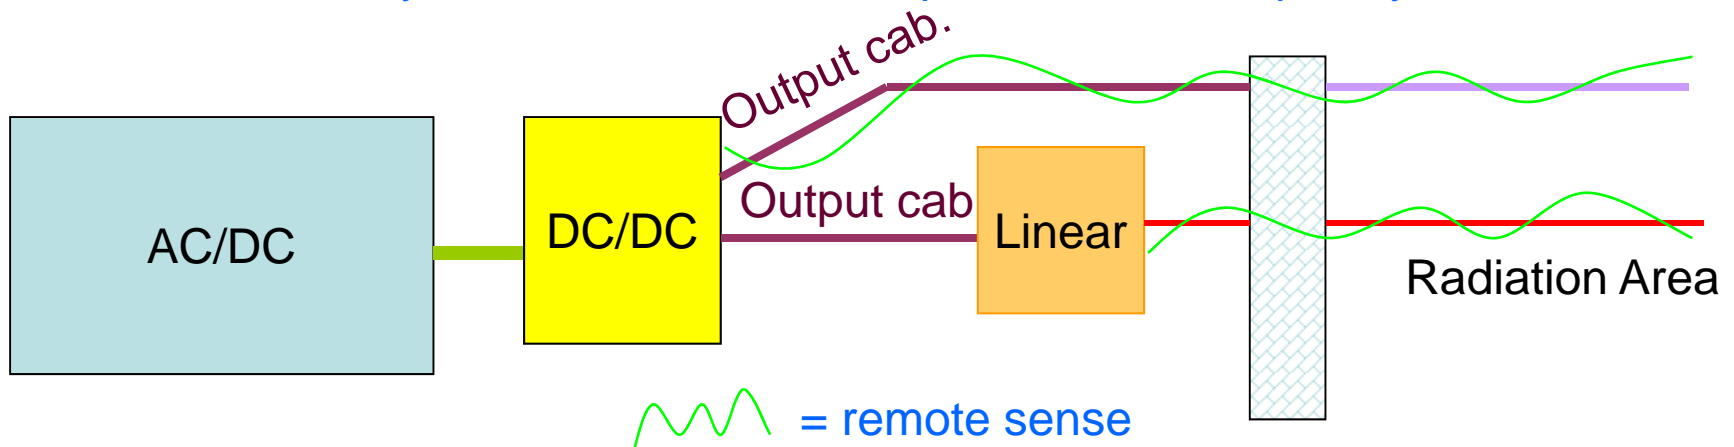 Output cab.
Output cab
AC/DC
DC/DC
Linear
Radiation Area
= remote sense